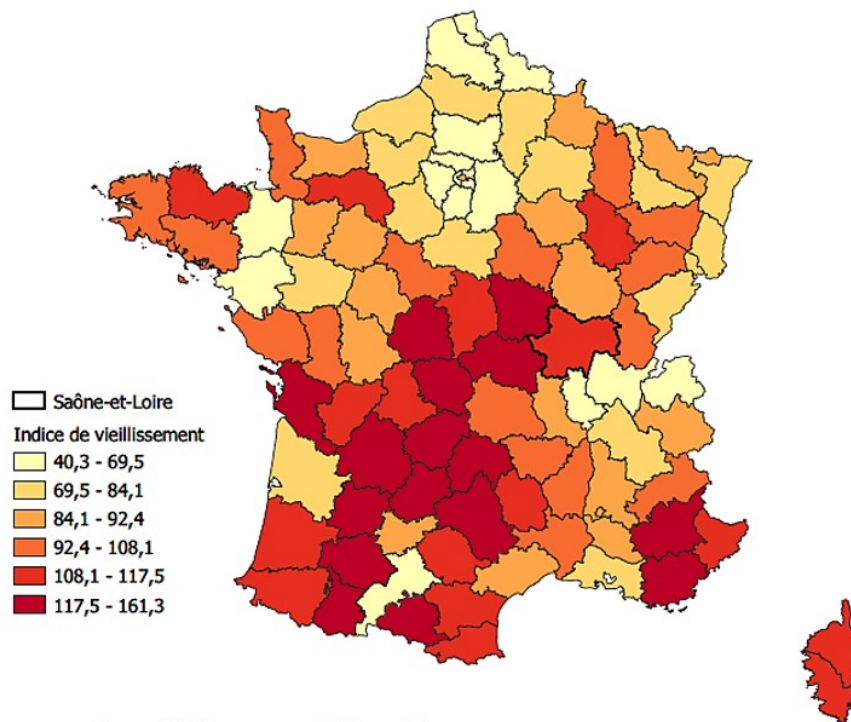 Saône-et-Loire
Indice de vieillissement
40,3 - 69,5
69,5 - 84,1
84,1 - 92,4
92,4 - 108,1
108,1 - 117,5
117,5 - 161,3